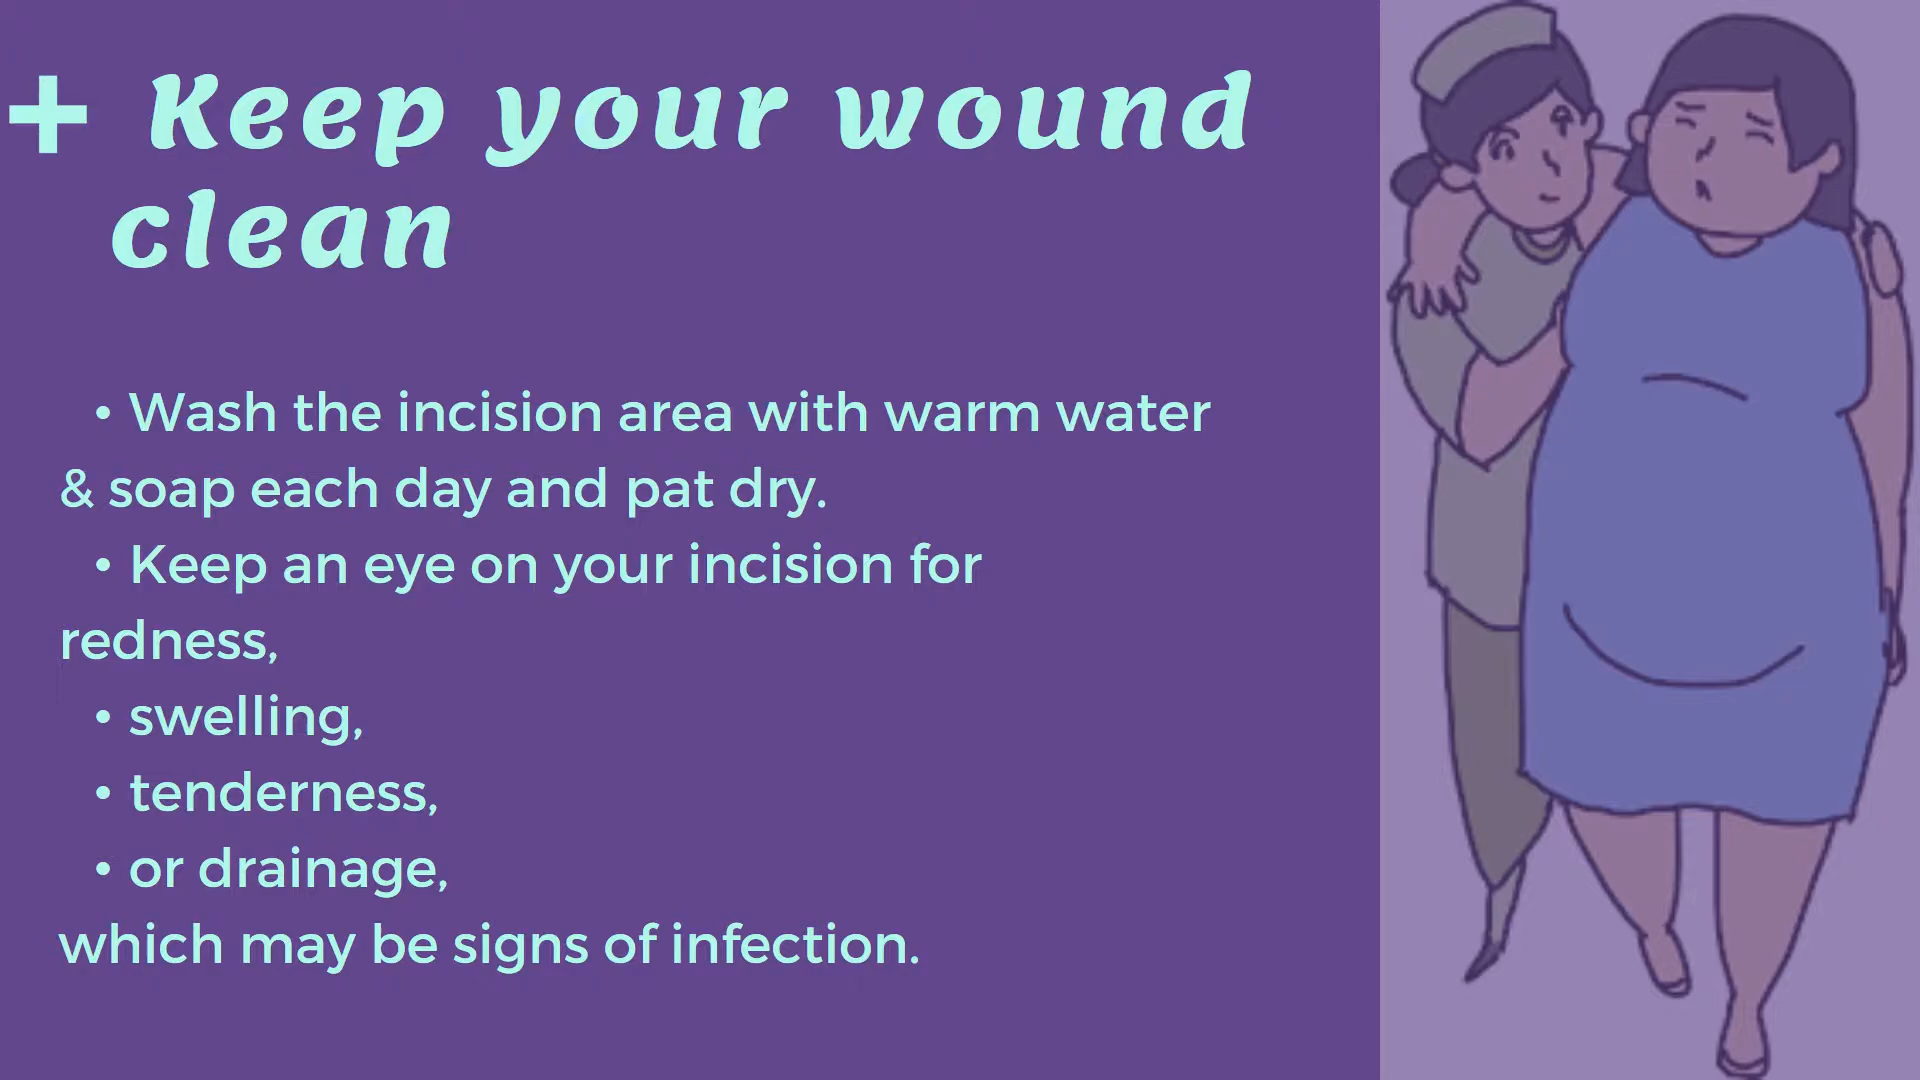 + Keep your wound
clean
• Wash the incision area with warm water
& soap each day and pat dry.
• Keep an eye on your incision for
redness,
• swelling,
• tenderness,
• or drainage,
which may be signs of infection.